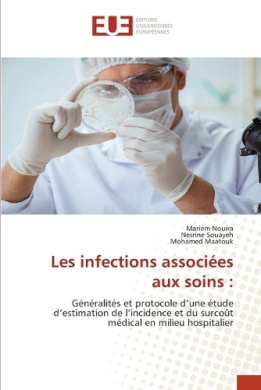 EUE
ÉDITIONS
UNIVERSITAIRES
EUROPÉENNES
Mariem Nouira
Nesrine Souayeh
Mohamed Maatouk
Les infections associées
aux soins :
Généralités et protocole d'une étude
d'estimation de l'incidence et du surcoût
médical en milieu hospitalier